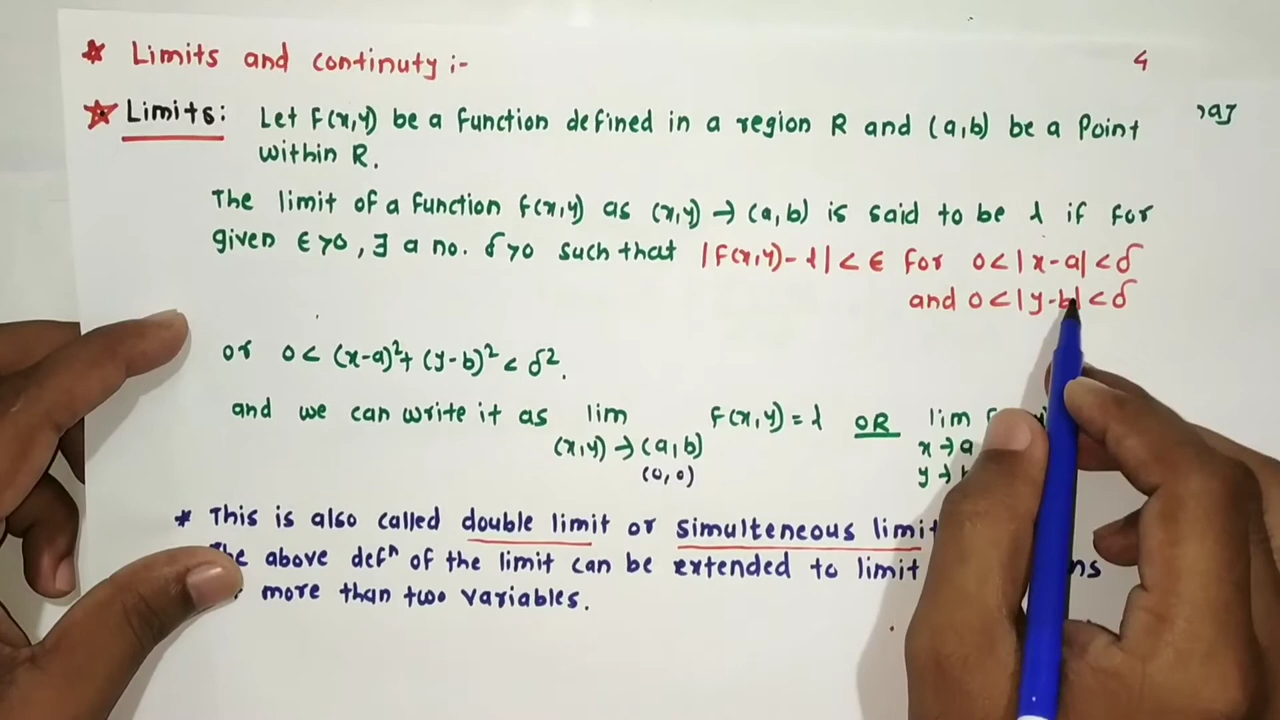 * Limits and continuty :-
4
* Limits: Let F(x,y) be a function defined in a region R and (a,b) be a Point
within R.
The limit of a function f(x,y) as (x,y) → (a,b) is said to be λ if for
given ϵ>0, ∃ a no. δ>0 such that |F(x,y)-λ| < ϵ for 0<|x-a|<δ
and 0<|y-b|<δ
or 0 < (x-a)²+(y-b)² < δ².
and we can write it as lim F(x,y) = λ OR lim
(x,y) → (a,b) x → a
(0,0) y →
* This is also called double limit or simulteneous limit
above defⁿ of the limit can be extended to limit
more than two variables.